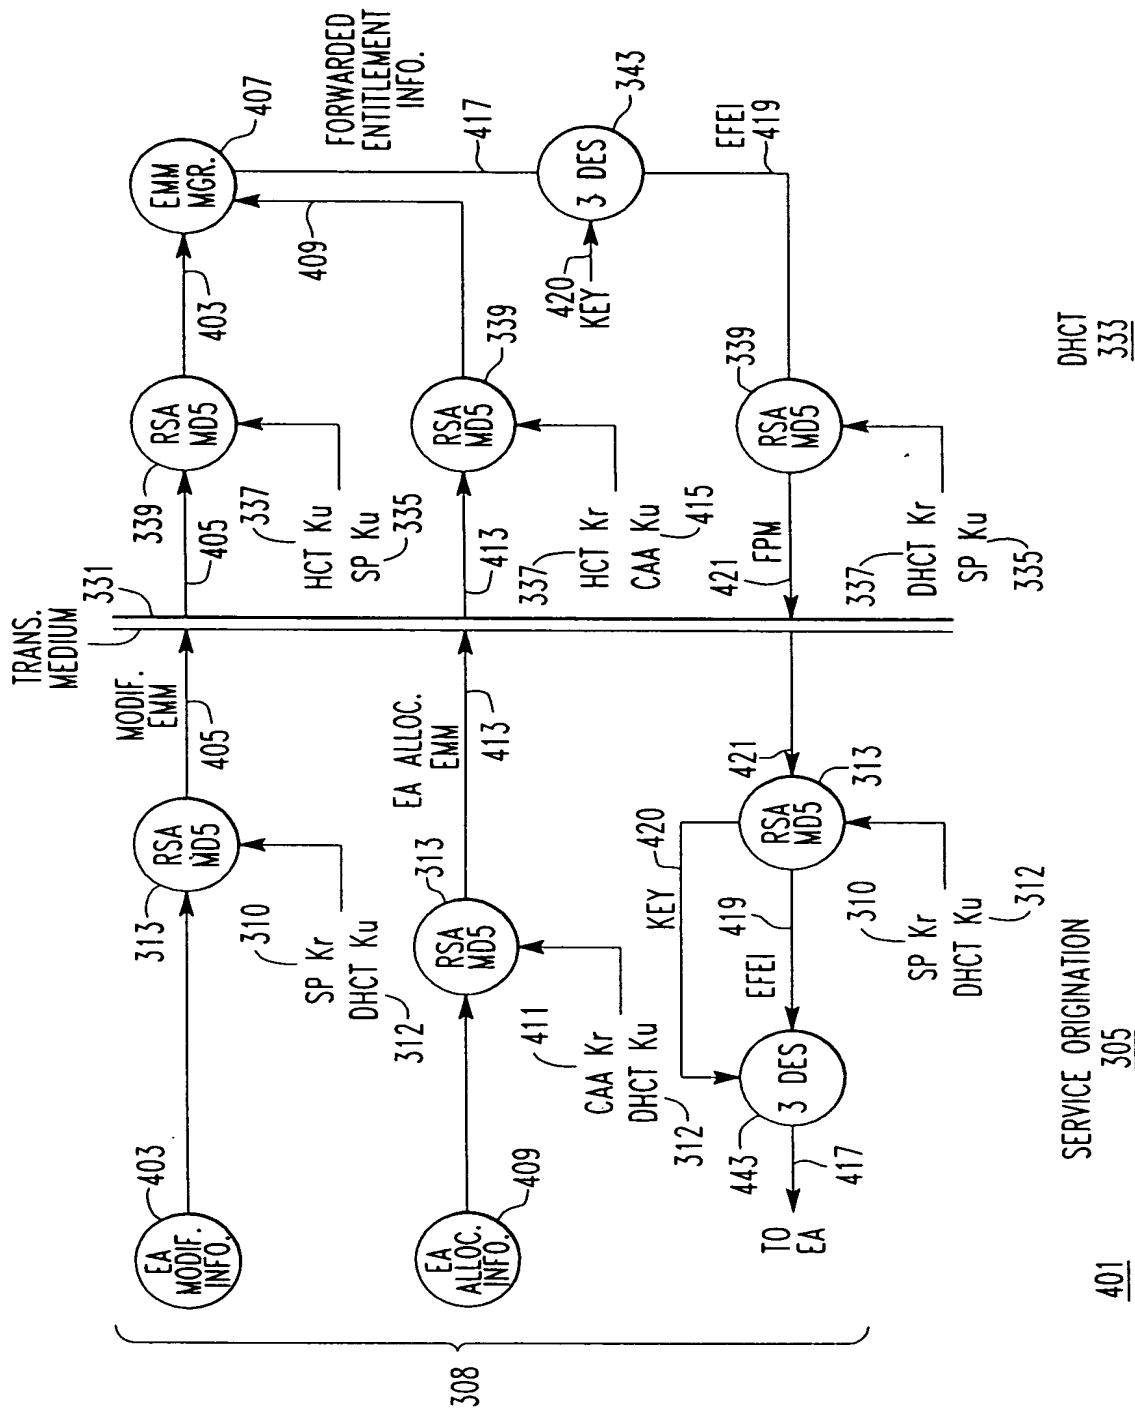 TRANS.
MEDIUM
331
EA
MODIF.
INFO.
403
313
RSA
MD5
MODIF.
EMM
405
310
SP Kr
DHCT Ku
312
405
339
RSA
MD5
403
EMM
MGR.
407
337
HCT Ku
SP Ku
335
409
FORWARDED
ENTITLEMENT
INFO.
417
308
EA
ALLOC.
INFO.
409
RSA
MD5
313
EA ALLOC.
EMM
413
411
CAA Kr
DHCT Ku
312
413
RSA
MD5
339
337
HCT Kr
CAA Ku
415
420
KEY
3 DES
343
EFEI
419
TO
EA
417
443
3 DES
KEY
420
EFEI
419
RSA
MD5
313
421
310
SP Kr
DHCT Ku
312
421
FPM
RSA
MD5
339
337
DHCT Kr
SP Ku
335
401
SERVICE ORIGINATION
305
DHCT
333